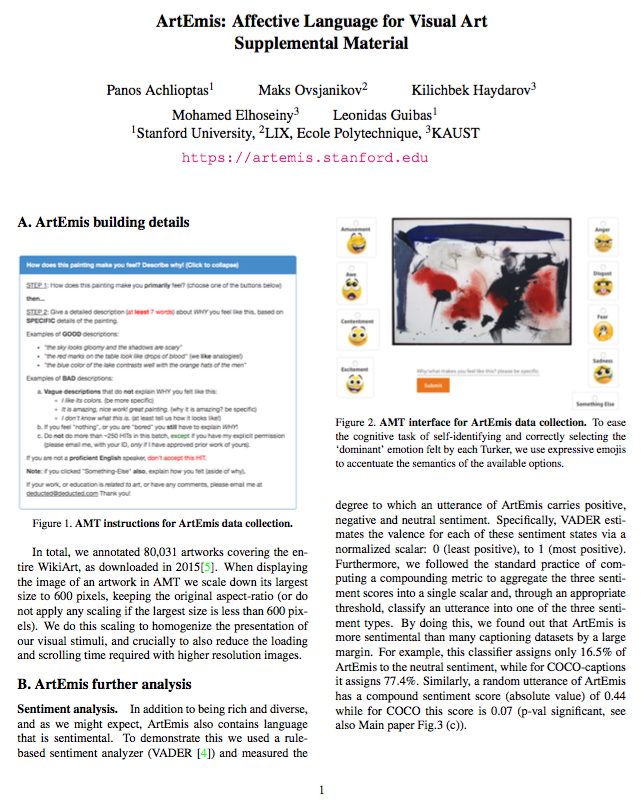 ArtEmis: Affective Language for Visual Art
Supplemental Material
Panos Achlioptas1 Maks Ovsjanikov2 Kilichbek Haydarov3
Mohamed Elhoseiny3 Leonidas Guibas1
1Stanford University, 2LIX, Ecole Polytechnique, 3KAUST
https://artemis.stanford.edu
A. ArtEmis building details
How does this painting make you feel? Describe why! (Click to collapse)
STEP 1: How does this painting make you primarily feel? (choose one of the buttons below)
then...
STEP 2: Give a detailed description (at least 7 words) about WHY you feel like this, based on
SPECIFIC details of the painting.
Examples of GOOD descriptions:
• "the sky looks gloomy and the shadows are scary"
• "the red marks on the table look like drops of blood" (we like analogies!)
• "the blue color of the lake contrasts well with the orange hats of the men"
Examples of BAD descriptions:
a. Vague descriptions that do not explain WHY you felt like this:
• I like its colors. (be more specific)
• It is amazing, nice work! great painting. (why it is amazing? be specific)
• I don't know what this is. (at least tell us how it looks like!)
b. If you feel "nothing", or you are "bored" you still have to explain WHY!
c. Do not do more than ~250 HITs in this batch, except if you have my explicit permission
(please email me, with your ID, only if I have approved prior work of yours).
If you are not a proficient English speaker, don't accept this HIT.
Note: if you clicked "Something-Else" also, explain how you felt (aside of why).
If your work, or education is related to art, or have any comments, please email me at
deducted@deducted.com Thank you!
Figure 1. AMT instructions for ArtEmis data collection.
In total, we annotated 80,031 artworks covering the en-
tire WikiArt, as downloaded in 2015[5]. When displaying
the image of an artwork in AMT we scale down its largest
size to 600 pixels, keeping the original aspect-ratio (or do
not apply any scaling if the largest size is less than 600 pix-
els). We do this scaling to homogenize the presentation of
our visual stimuli, and crucially to also reduce the loading
and scrolling time required with higher resolution images.
B. ArtEmis further analysis
Sentiment analysis. In addition to being rich and diverse,
and as we might expect, ArtEmis also contains language
that is sentimental. To demonstrate this we used a rule-
based sentiment analyzer (VADER [4]) and measured the
Amusement
Awe
Contentment
Excitement
Anger
Disgust
Fear
Sadness
Something Else
Why/what makes you feel like this? please be specific.
Submit
Figure 2. AMT interface for ArtEmis data collection. To ease
the cognitive task of self-identifying and correctly selecting the
‘dominant’ emotion felt by each Turker, we use expressive emojis
to accentuate the semantics of the available options.
degree to which an utterance of ArtEmis carries positive,
negative and neutral sentiment. Specifically, VADER esti-
mates the valence for each of these sentiment states via a
normalized scalar: 0 (least positive), to 1 (most positive).
Furthermore, we followed the standard practice of com-
puting a compounding metric to aggregate the three senti-
ment scores into a single scalar and, through an appropriate
threshold, classify an utterance into one of the three senti-
ment types. By doing this, we found out that ArtEmis is
more sentimental than many captioning datasets by a large
margin. For example, this classifier assigns only 16.5% of
ArtEmis to the neutral sentiment, while for COCO-captions
it assigns 77.4%. Similarly, a random utterance of ArtEmis
has a compound sentiment score (absolute value) of 0.44
while for COCO this score is 0.07 (p-val significant, see
also Main paper Fig.3 (c)).
1